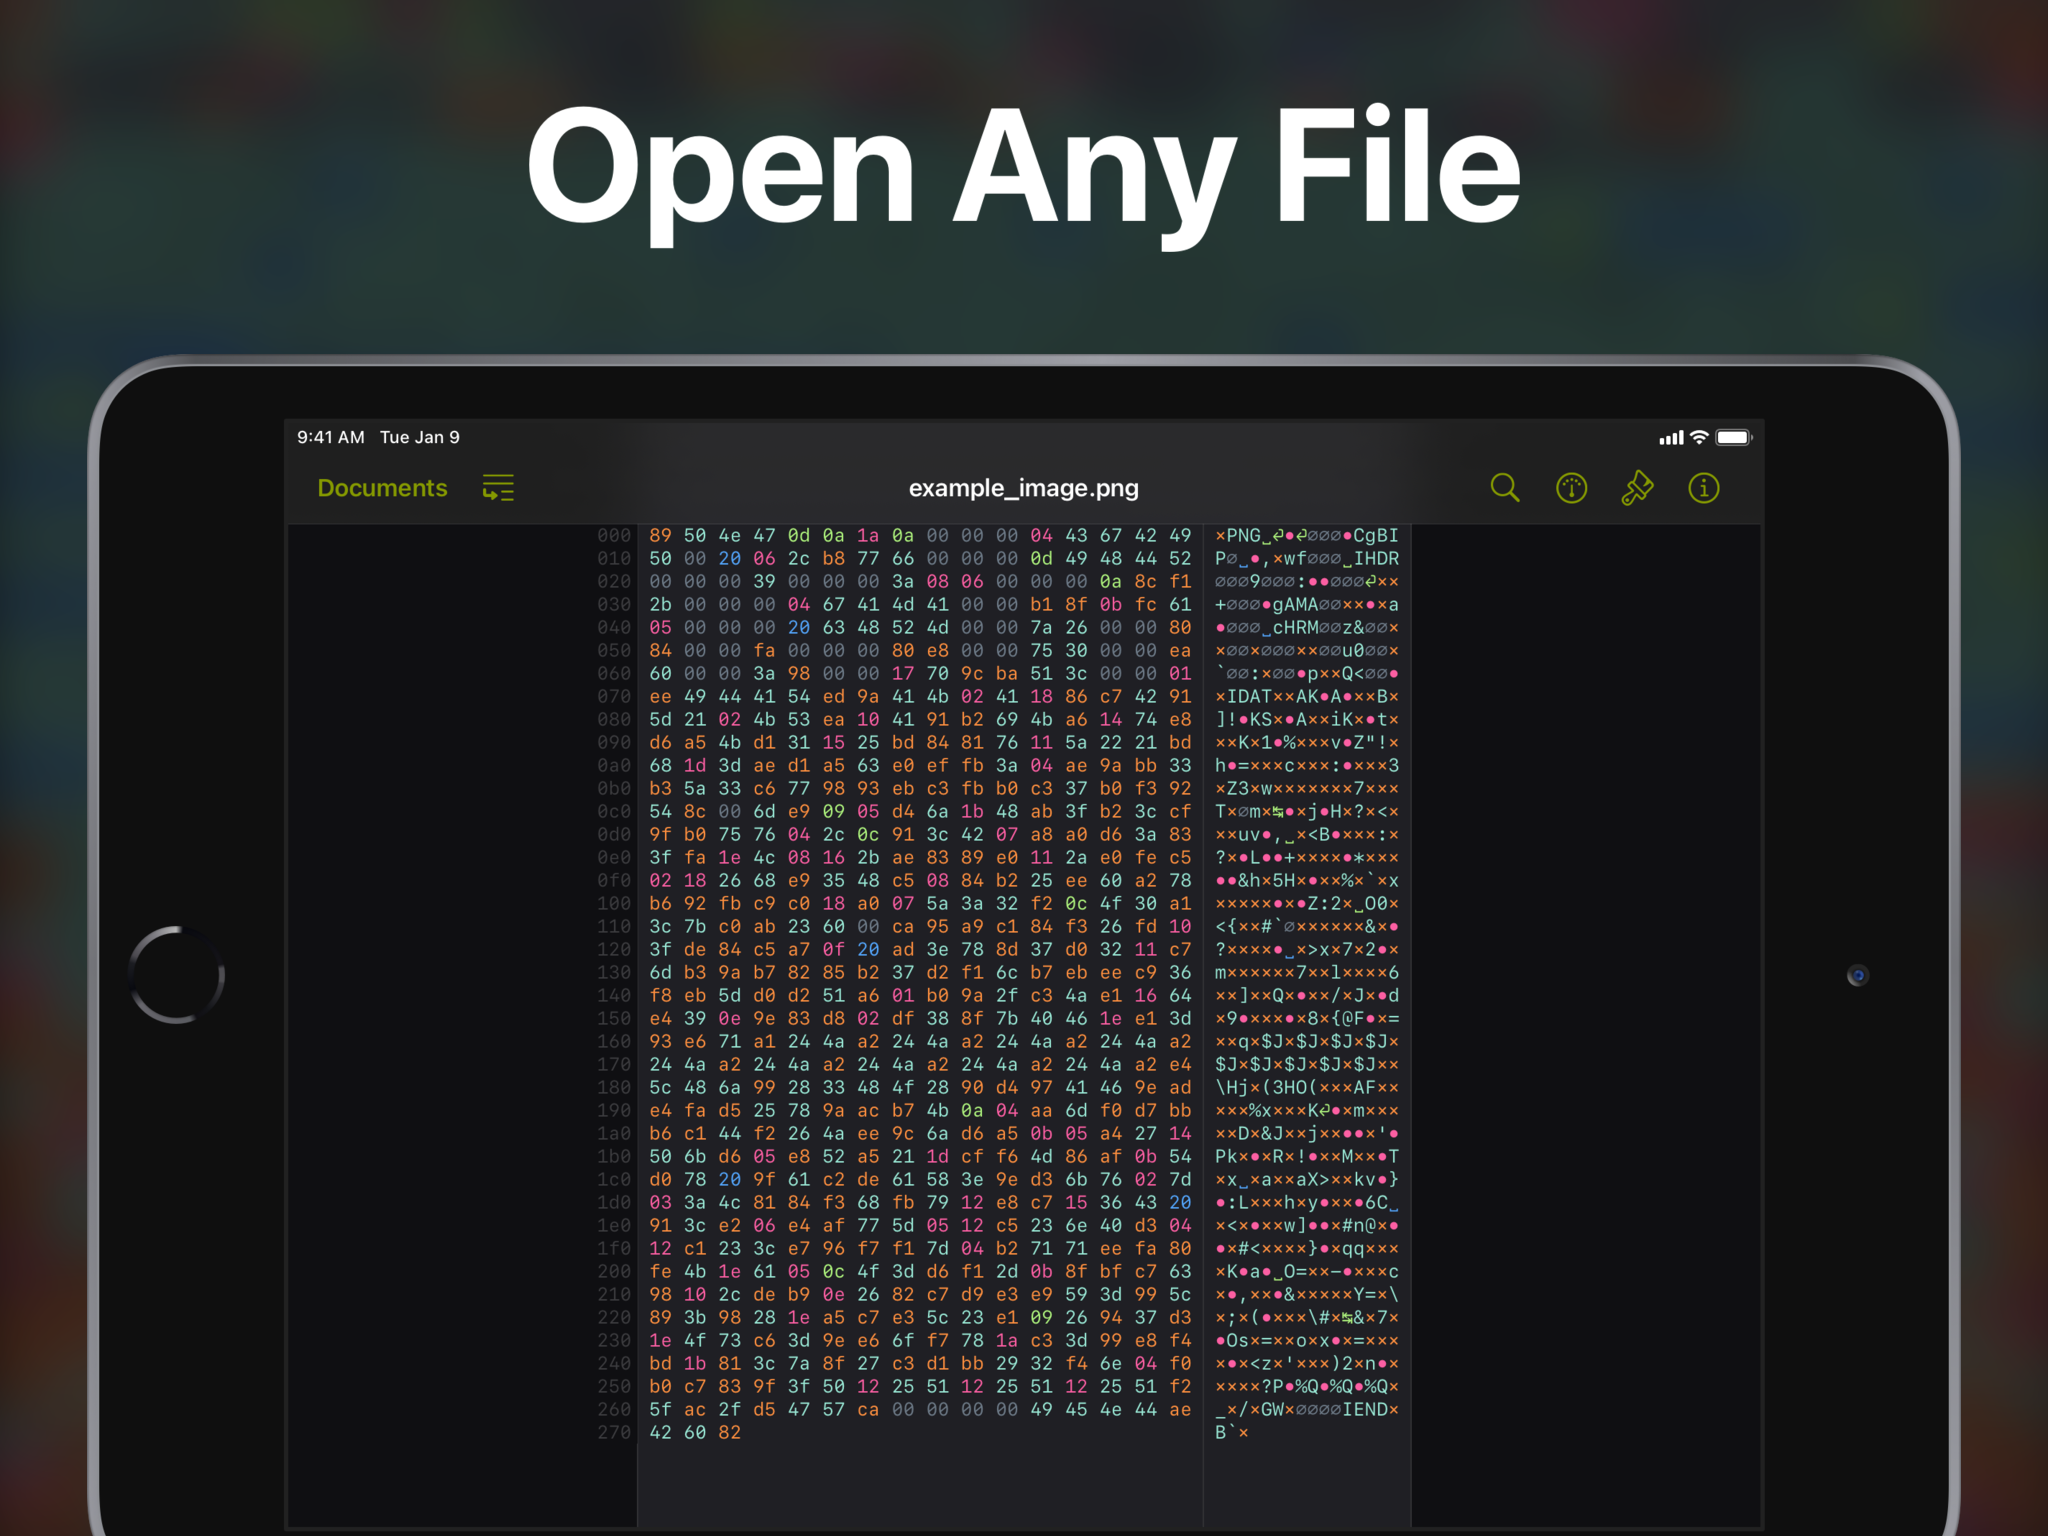 Open Any File
9:41 AM Tue Jan 9
Documents example_image.png
000 89 50 4e 47 0d 0a 1a 0a 00 00 00 04 43 67 42 49 ×PNG␣⏎•⏎∅∅∅•CgBI
010 50 00 20 06 2c b8 77 66 00 00 00 0d 49 48 44 52 P∅␣•,×wf∅∅∅␣IHDR
020 00 00 00 39 00 00 00 3a 08 06 00 00 00 0a 8c f1 ∅∅∅9∅∅∅:••∅∅∅⏎××
030 2b 00 00 00 04 67 41 4d 41 00 00 b1 8f 0b fc 61 +∅∅∅•gAMA∅∅××•×a
040 05 00 00 00 20 63 48 52 4d 00 00 7a 26 00 00 80 •∅∅∅␣cHRM∅∅z&∅∅×
050 84 00 00 fa 00 00 00 80 e8 00 00 75 30 00 00 ea ×∅∅×∅∅∅××∅∅u0∅∅×
060 60 00 00 3a 98 00 00 17 70 9c ba 51 3c 00 00 01 `∅∅:×∅∅•p××Q<∅∅•
070 ee 49 44 41 54 ed 9a 41 4b 02 41 18 86 c7 42 91 ×IDAT××AK•A•××B×
080 5d 21 02 4b 53 ea 10 41 91 b2 69 4b a6 14 74 e8 ]!•KS×•A××iK×•t×
090 d6 a5 4b d1 31 15 25 bd 84 81 76 11 5a 22 21 bd ××K×1•%×××v•Z"!×
0a0 68 1d 3d ae d1 a5 63 e0 ef fb 3a 04 ae 9a bb 33 h•=×××c×××:•×××3
0b0 b3 5a 33 c6 77 98 93 eb c3 fb b0 c3 37 b0 f3 92 ×Z3×w×××××××7×××
0c0 54 8c 00 6d e9 09 05 d4 6a 1b 48 ab 3f b2 3c cf T×∅m×↹•×j•H×?×<×
0d0 9f b0 75 76 04 2c 0c 91 3c 42 07 a8 a0 d6 3a 83 ××uv•,␣×<B•×××:×
0e0 3f fa 1e 4c 08 16 2b ae 83 89 e0 11 2a e0 fe c5 ?×•L••+××××•*×××
0f0 02 18 26 68 e9 35 48 c5 08 84 b2 25 ee 60 a2 78 ••&h×5H×•××%×`×x
100 b6 92 fb c9 c0 18 a0 07 5a 3a 32 f2 0c 4f 30 a1 ×××××•×•Z:2×␣O0×
110 3c 7b c0 ab 23 60 00 ca 95 a9 c1 84 f3 26 fd 10 <{××#`∅××××××&×•
120 3f de 84 c5 a7 0f 20 ad 3e 78 8d 37 d0 32 11 c7 ?××××•␣×>x×7×2•×
130 6d b3 9a b7 82 85 b2 37 d2 f1 6c b7 eb ee c9 36 m××××××7××l××××6
140 f8 eb 5d d0 d2 51 a6 01 b0 9a 2f c3 4a e1 16 64 ××]××Q×•××/×J×•d
150 e4 39 0e 9e 83 d8 02 df 38 8f 7b 40 46 1e e1 3d ×9•×××•×8×{@F•×=
160 93 e6 71 a1 24 4a a2 24 4a a2 24 4a a2 24 4a a2 ××q×$J×$J×$J×$J×
170 24 4a a2 24 4a a2 24 4a a2 24 4a a2 24 4a a2 e4 $J×$J×$J×$J×$J××
180 5c 48 6a 99 28 33 48 4f 28 90 d4 97 41 46 9e ad \Hj×(3HO(×××AF××
190 e4 fa d5 25 78 9a ac b7 4b 0a 04 aa 6d f0 d7 bb ×××%x×××K⏎•×m×××
1a0 b6 c1 44 f2 26 4a ee 9c 6a d6 a5 0b 05 a4 27 14 ××D×&J××j××••×'•
1b0 50 6b d6 05 e8 52 a5 21 1d cf f6 4d 86 af 0b 54 Pk×•×R×!•××M××•T
1c0 d0 78 20 9f 61 c2 de 61 58 3e 9e d3 6b 76 02 7d ×x␣×a××aX>××kv•}
1d0 03 3a 4c 81 84 f3 68 fb 79 12 e8 c7 15 36 43 20 •:L×××h×y•××•6C␣
1e0 91 3c e2 06 e4 af 77 5d 05 12 c5 23 6e 40 d3 04 ×<×•××w]••×#n@×•
1f0 12 c1 23 3c e7 96 f7 f1 7d 04 b2 71 71 ee fa 80 •×#<××××}•×qq×××
200 fe 4b 1e 61 05 0c 4f 3d d6 f1 2d 0b 8f bf c7 63 ×K•a•␣O=××–•×××c
210 98 10 2c de b9 0e 26 82 c7 d9 e3 e9 59 3d 99 5c ×•,××•&×××××Y=×\
220 89 3b 98 28 1e a5 c7 e3 5c 23 e1 09 26 94 37 d3 ×;×(•×××\#×↹&×7×
230 1e 4f 73 c6 3d 9e e6 6f f7 78 1a c3 3d 99 e8 f4 •Os×=××o×x•×=×××
240 bd 1b 81 3c 7a 8f 27 c3 d1 bb 29 32 f4 6e 04 f0 ×•×<z×'×××)2×n•×
250 b0 c7 83 9f 3f 50 12 25 51 12 25 51 12 25 51 f2 ××××?P•%Q•%Q•%Q×
260 5f ac 2f d5 47 57 ca 00 00 00 00 49 45 4e 44 ae _×/×GW×∅∅∅∅IEND×
270 42 60 82 B`×